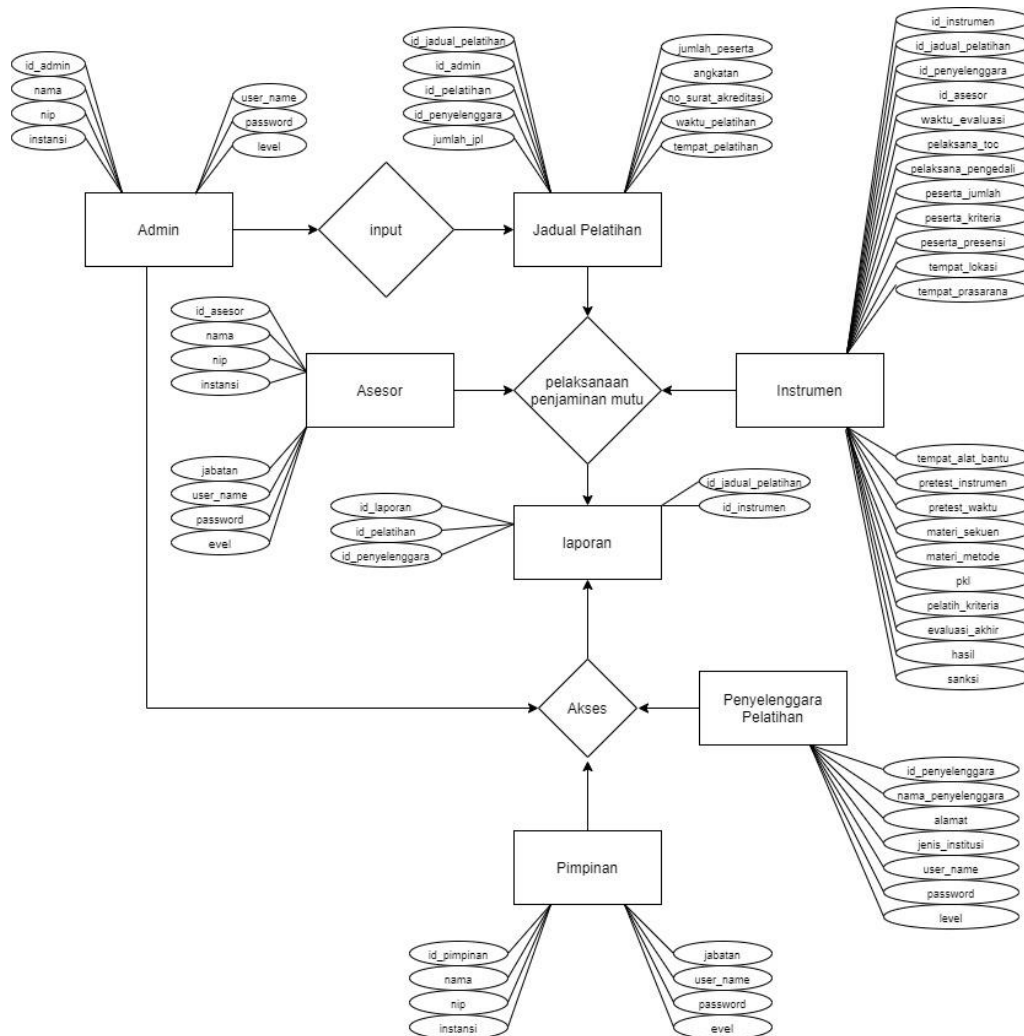 id_admin
nama
nip
instansi
user_name
password
level
Admin
input
id_jadual_pelatihan
id_admin
id_pelatihan
id_penyelenggara
jumlah_jpl
jumlah_peserta
angkatan
no_surat_akreditasi
waktu_pelatihan
tempat_pelatihan
Jadual Pelatihan
id_instrumen
id_jadual_pelatihan
id_penyelenggara
id_asesor
waktu_evaluasi
pelaksana_toc
pelaksana_pengedali
peserta_jumlah
peserta_kriteria
peserta_presensi
tempat_lokasi
tempat_prasarana
id_asesor
nama
nip
instansi
Asesor
pelaksanaan
penjaminan mutu
Instrumen
jabatan
user_name
password
evel
tempat_alat_bantu
pretest_instrumen
pretest_waktu
materi_sekuen
materi_metode
pkl
pelatih_kriteria
evaluasi_akhir
hasil
sanksi
id_laporan
id_pelatihan
id_penyelenggara
id_jadual_pelatihan
id_instrumen
laporan
Akses
Penyelenggara
Pelatihan
id_penyelenggara
nama_penyelenggara
alamat
jenis_institusi
user_name
password
level
Pimpinan
id_pimpinan
nama
nip
instansi
jabatan
user_name
password
evel